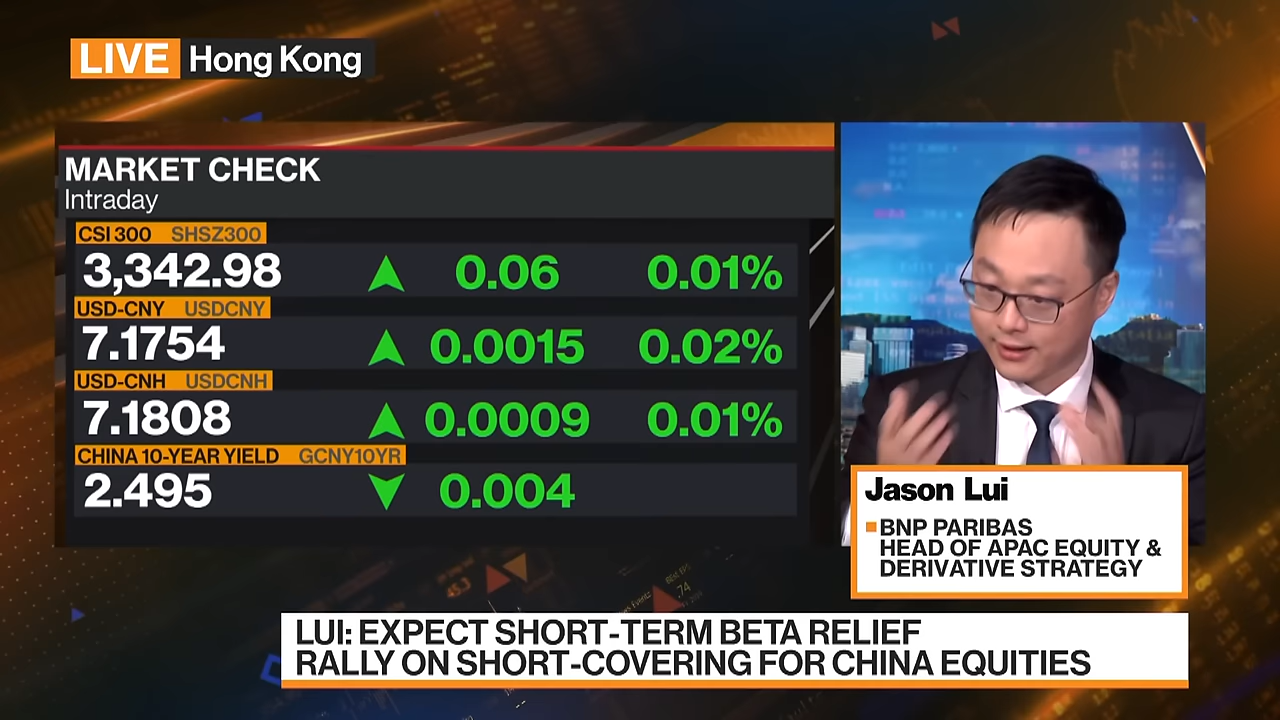 LIVE Hong Kong
MARKET CHECK
Intraday
CSI 300 SHSZ300
3,342.98 ▲ 0.06 0.01%
USD-CNY USDCNY
7.1754 ▲ 0.0015 0.02%
USD-CNH USDCNH
7.1808 ▲ 0.0009 0.01%
CHINA 10-YEAR YIELD GCNY10YR
2.495 ▼ 0.004
Jason Lui
BNP PARIBAS
HEAD OF APAC EQUITY &
DERIVATIVE STRATEGY
LUI: EXPECT SHORT-TERM BETA RELIEF
RALLY ON SHORT-COVERING FOR CHINA EQUITIES